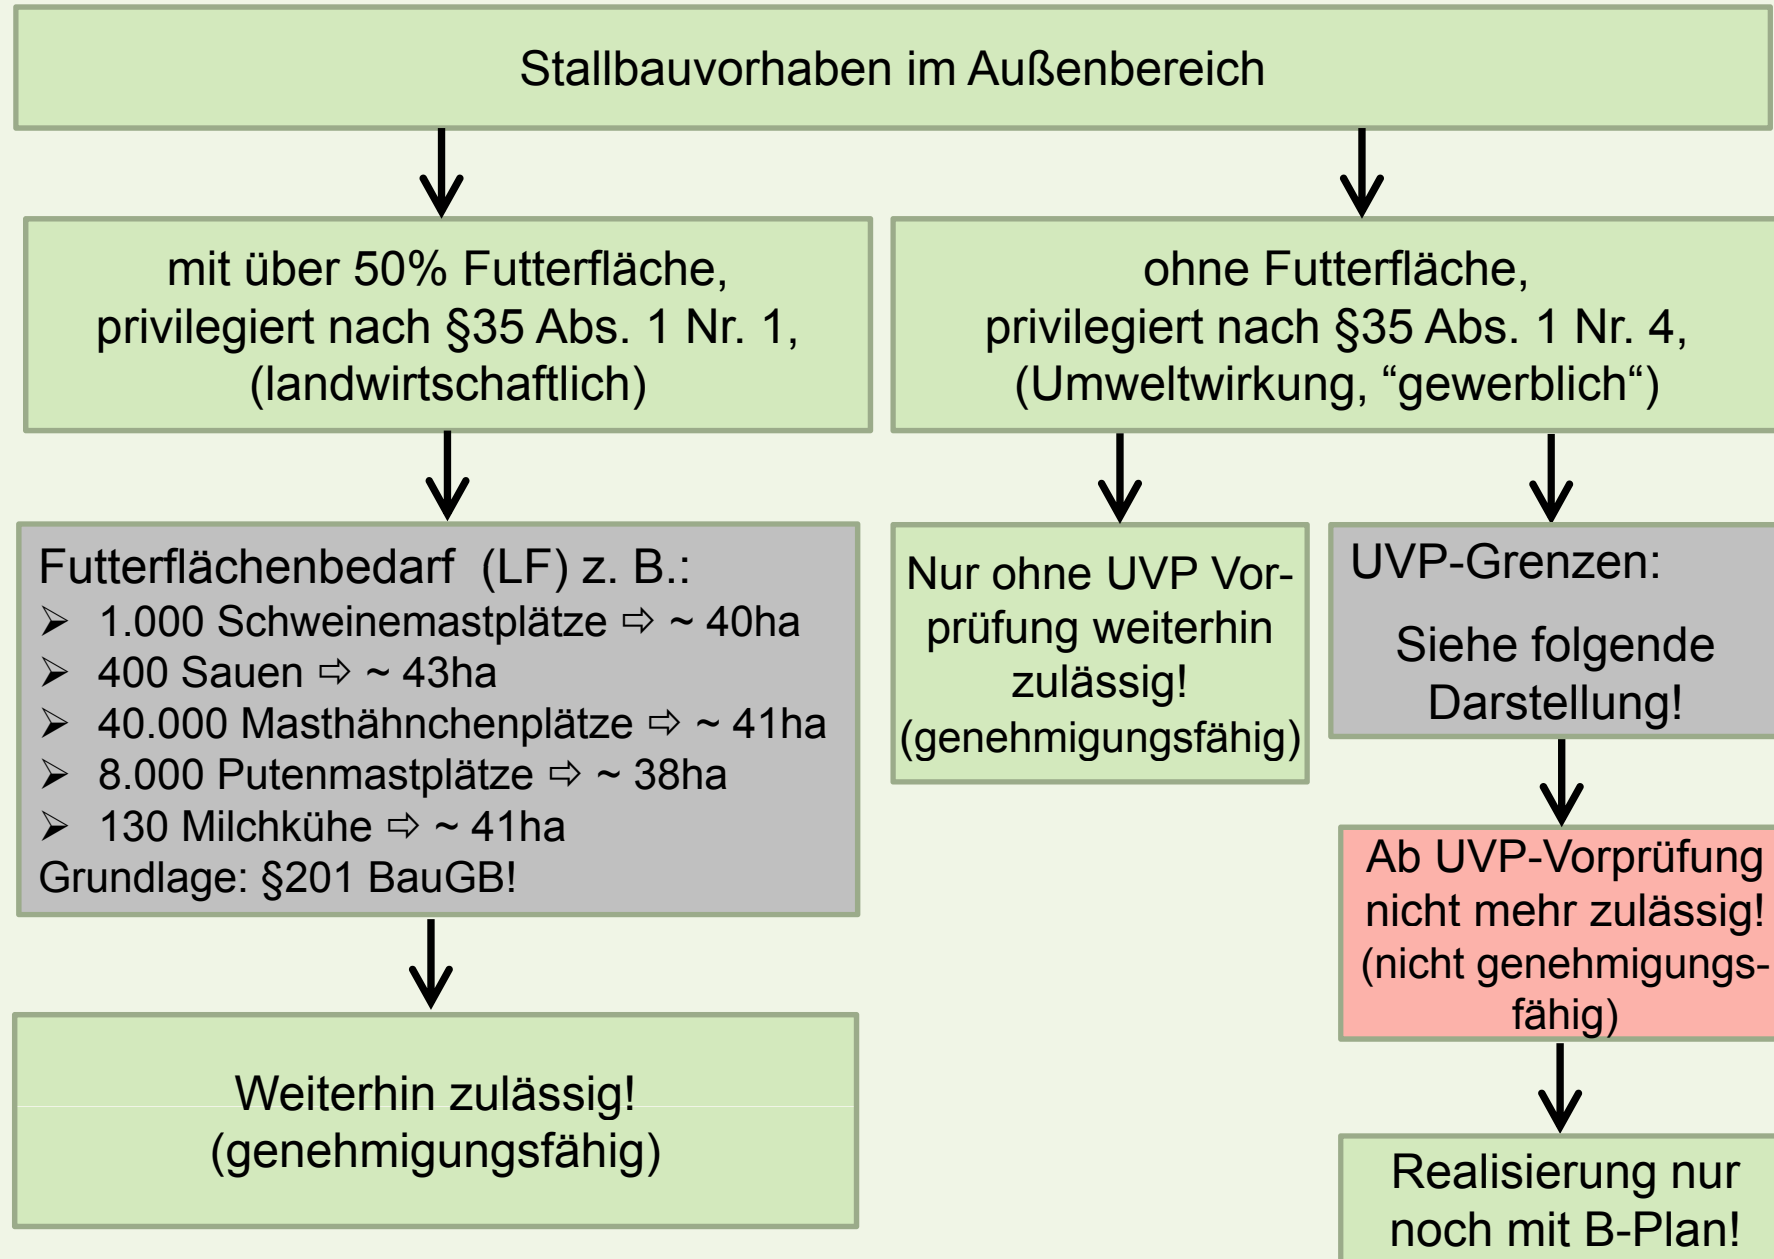 Stallbauvorhaben im Außenbereich
mit über 50% Futterfläche,
privilegiert nach §35 Abs. 1 Nr. 1,
(landwirtschaftlich)
ohne Futterfläche,
privilegiert nach §35 Abs. 1 Nr. 4,
(Umweltwirkung, “gewerblich“)
Futterflächenbedarf (LF) z. B.:
➢ 1.000 Schweinemastplätze ⇨ ~ 40ha
➢ 400 Sauen ⇨ ~ 43ha
➢ 40.000 Masthähnchenplätze ⇨ ~ 41ha
➢ 8.000 Putenmastplätze ⇨ ~ 38ha
➢ 130 Milchkühe ⇨ ~ 41ha
Grundlage: §201 BauGB!
Nur ohne UVP Vor-
prüfung weiterhin
zulässig!
(genehmigungsfähig)
UVP-Grenzen:
Siehe folgende
Darstellung!
Ab UVP-Vorprüfung
nicht mehr zulässig!
(nicht genehmigungs-
fähig)
Weiterhin zulässig!
(genehmigungsfähig)
Realisierung nur
noch mit B-Plan!